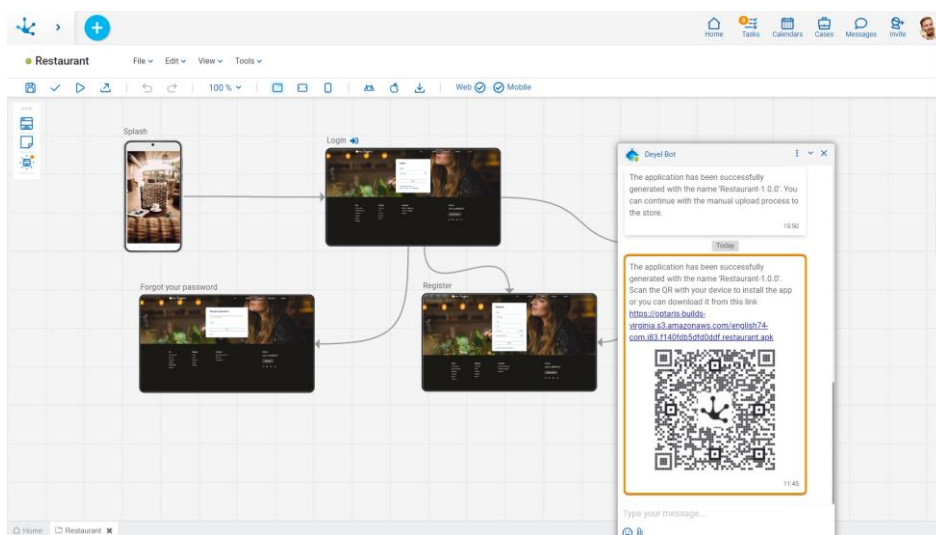 Home
Tasks
Calendars
Cases
Messages
Invite
Restaurant
File
Edit
View
Tools
100 %
Web
Mobile
Splash
Login
Forgot your password
Register
Deyel Bot
The application has been successfully
generated with the name 'Restaurant-1.0.0'. You
can continue with the manual upload process to
the store.
15:50
Today
The application has been successfully
generated with the name 'Restaurant-1.0.0'.
Scan the QR with your device to install the app
or you can download it from this link
https://optaris-builds-
virginia.s3.amazonaws.com/english74-
com.i83.f140fdb5dfd0ddf.restaurant.apk
11:45
Type your message...
Home
Restaurant